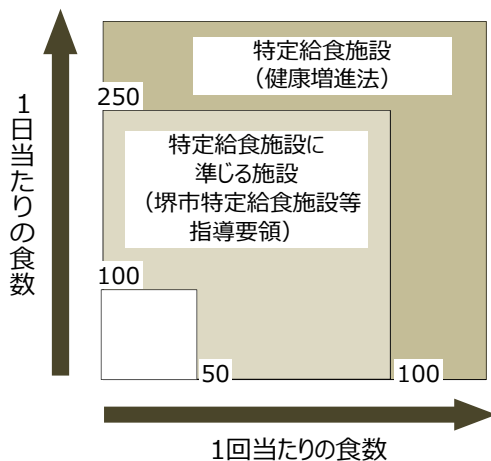 特定給食施設
（健康増進法）
250
特定給食施設に
準じる施設
（堺市特定給食施設等
指導要領）
100
50
100
1日当たりの食数
1回当たりの食数